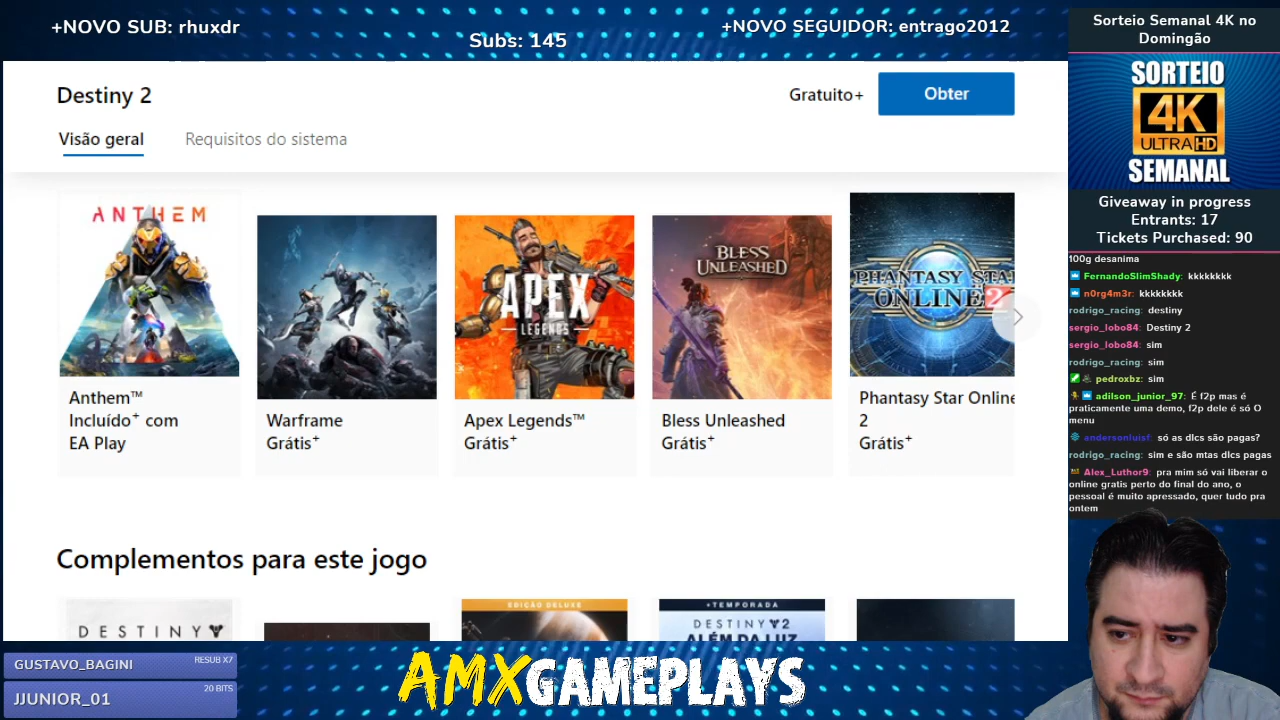 +NOVO SUB: rhuxdr
Subs: 145
+NOVO SEGUIDOR: entrago2012
Sorteio Semanal 4K no
Domingão
SORTEIO
4K
ULTRA HD
SEMANAL
Giveaway in progress
Entrants: 17
Tickets Purchased: 90
Destiny 2
Gratuito+
Obter
Visão geral
Requisitos do sistema
ANTHEM
APEX
LEGENDS
BLESS
UNLEASHED
PHANTASY STAR
ONLINE 2
Anthem™
Incluído+ com
EA Play
Warframe
Grátis+
Apex Legends™
Grátis+
Bless Unleashed
Grátis+
Phantasy Star Online
2
Grátis+
Complementos para este jogo
DESTINY
EDIÇÃO DELUXE
+TEMPORADA
DESTINY 2
ALÉM DA LUZ
100g desanima
FernandoSlimShady: kkkkkkkk
n0rg4m3r: kkkkkkkk
rodrigo_racing: destiny
sergio_lobo84: Destiny 2
sergio_lobo84: sim
rodrigo_racing: sim
pedroxbz: sim
adilson_junior_97: É f2p mas é
praticamente uma demo, f2p dele é só O
menu
andersonluisf: só as dlcs são pagas?
rodrigo_racing: sim e são mtas dlcs pagas
Alex_Luthor9: pra mim só vai liberar o
online gratis perto do final do ano, o
pessoal é muito apressado, quer tudo pra
ontem
GUSTAVO_BAGINI
RESUB X7
JJUNIOR_01
20 BITS
AMXGAMEPLAYS